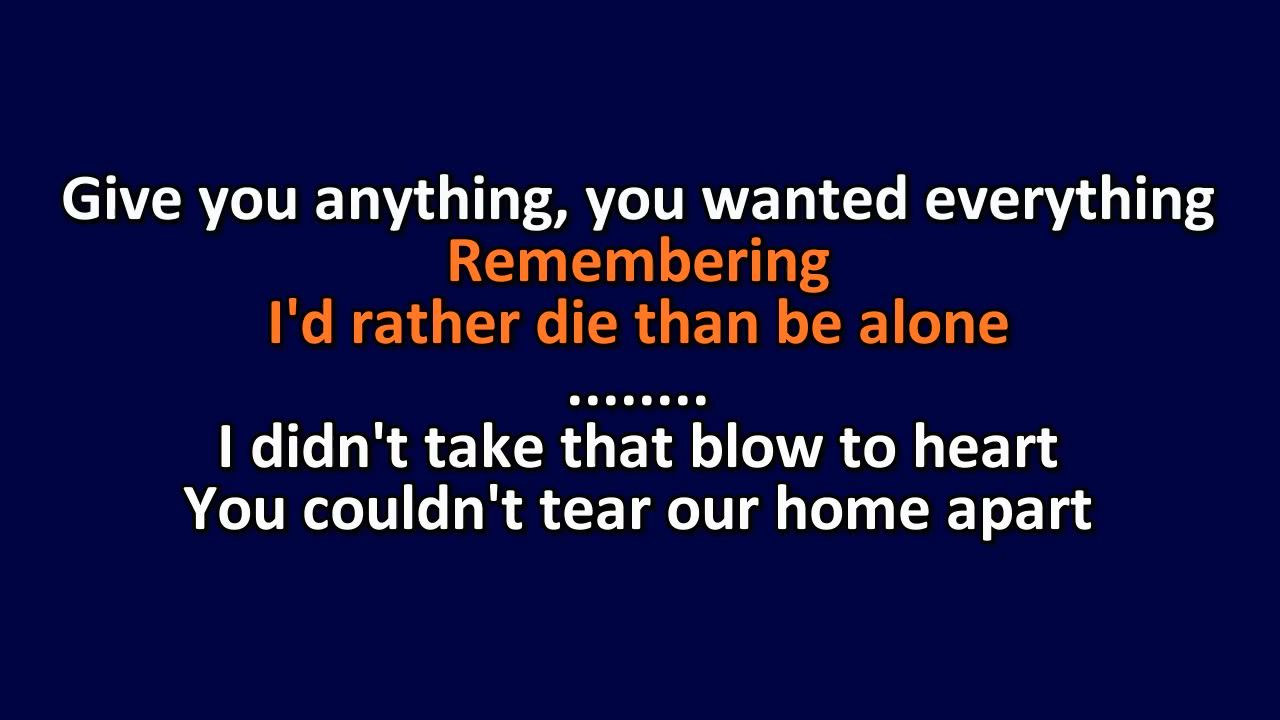 Give you anything, you wanted everything
Remembering
I'd rather die than be alone
........
I didn't take that blow to heart
You couldn't tear our home apart